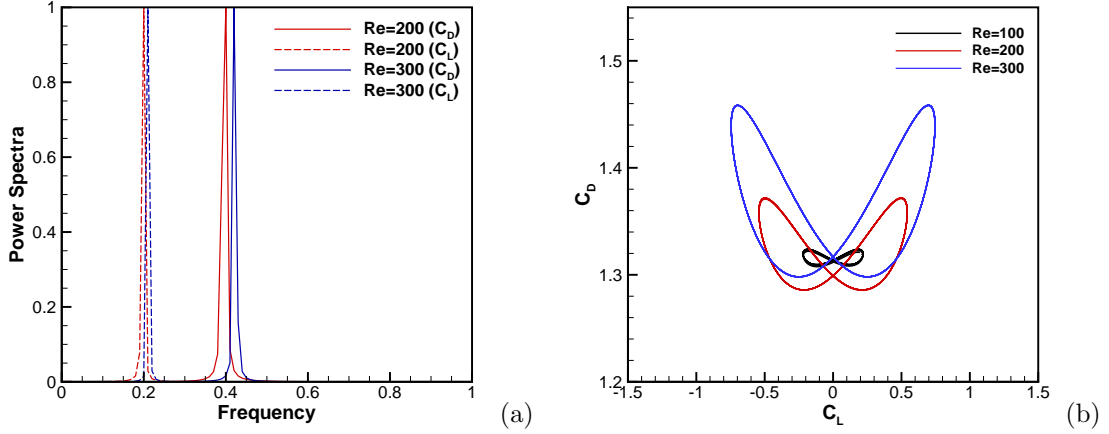 Power Spectra
1
0.8
0.6
0.4
0.2
0
0 0.2 0.4 0.6 0.8 1
Frequency
Re=200 (C_D)
Re=200 (C_L)
Re=300 (C_D)
Re=300 (C_L)
(a)
C_D
1.5
1.4
1.3
1.2
-1.5 -1 -0.5 0 0.5 1 1.5
C_L
Re=100
Re=200
Re=300
(b)